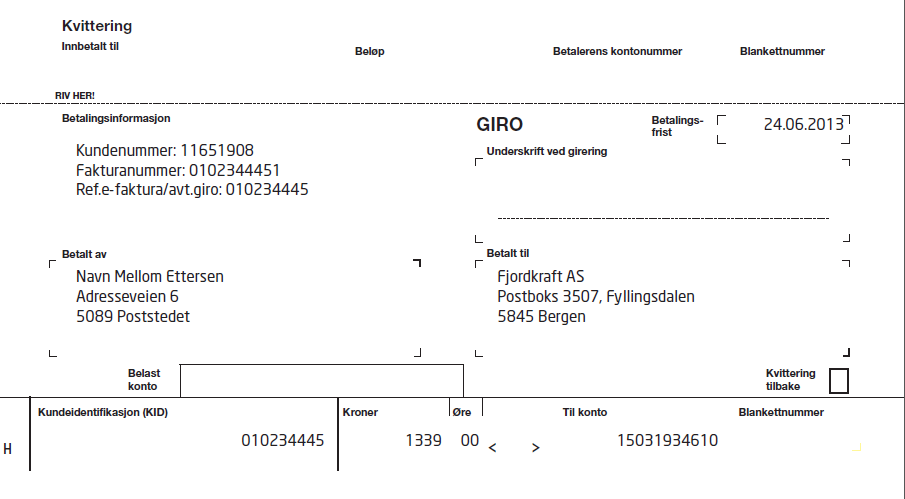 Kvittering
Innbetalt til
Beløp Betalerens kontonummer Blankettnummer
RIV HER!
Betalingsinformasjon
GIRO Betalings-
frist 24.06.2013
Kundenummer: 11651908
Fakturanummer: 0102344451
Ref.e-faktura/avt.giro: 010234445
Underskrift ved girering
Betalt av
Navn Mellom Ettersen
Adresseveien 6
5089 Poststedet
Betalt til
Fjordkraft AS
Postboks 3507, Fyllingsdalen
5845 Bergen
Belast
konto
Kvittering
tilbake
Kundeidentifikasjon (KID) Kroner Øre Til konto Blankettnummer
H 010234445 1339 00 < > 15031934610